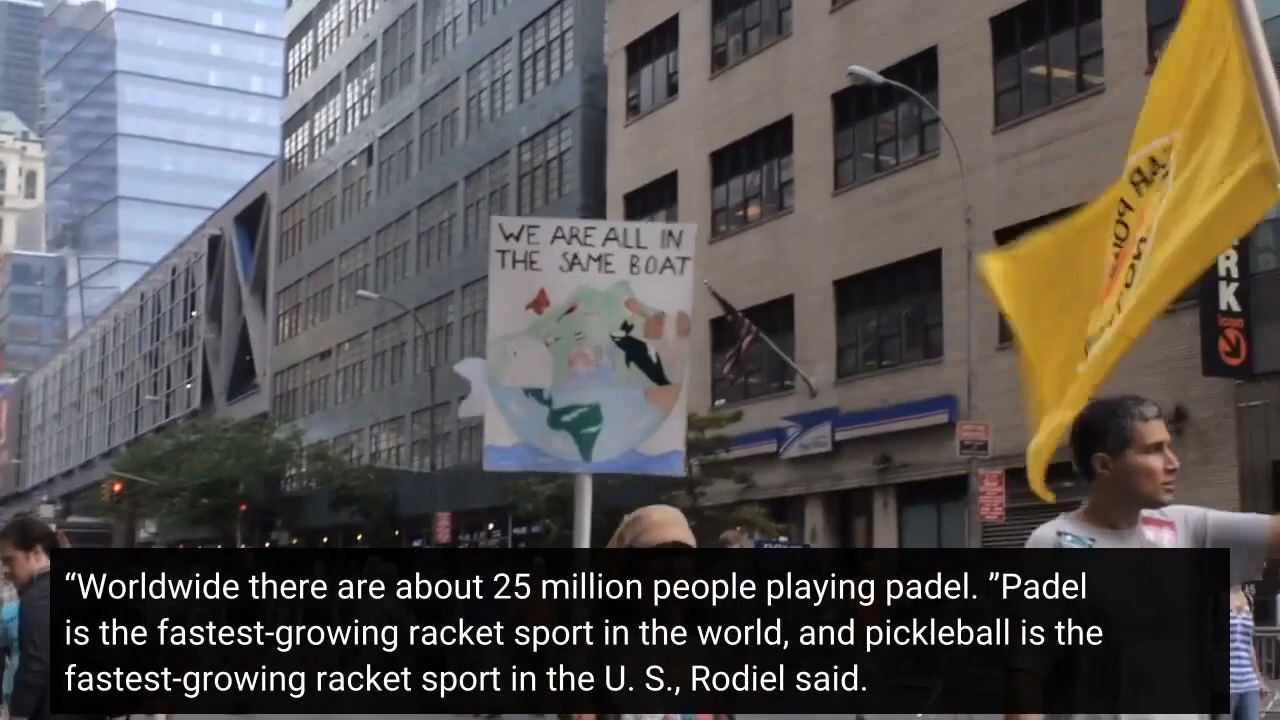 WE ARE ALL IN
THE SAME BOAT
RK
icon
“Worldwide there are about 25 million people playing padel. ”Padel
is the fastest-growing racket sport in the world, and pickleball is the
fastest-growing racket sport in the U. S., Rodiel said.